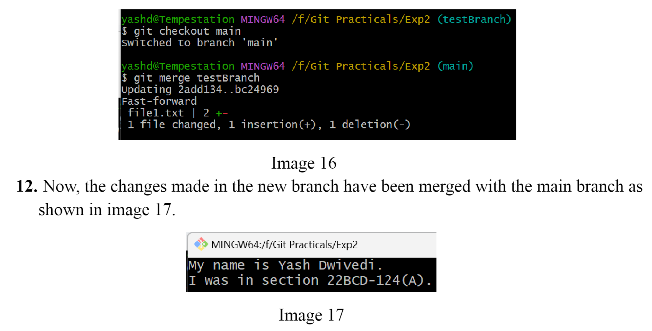 yashd@Tempestation MINGW64 /f/Git Practicals/Exp2 (testBranch)
$ git checkout main
Switched to branch 'main'
yashd@Tempestation MINGW64 /f/Git Practicals/Exp2 (main)
$ git merge testBranch
Updating 2add134..bc24969
Fast-forward
file1.txt | 2 +-
1 file changed, 1 insertion(+), 1 deletion(-)
Image 16
12. Now, the changes made in the new branch have been merged with the main branch as
shown in image 17.
MINGW64:/f/Git Practicals/Exp2
My name is Yash Dwivedi.
I was in section 22BCD-124(A).
Image 17